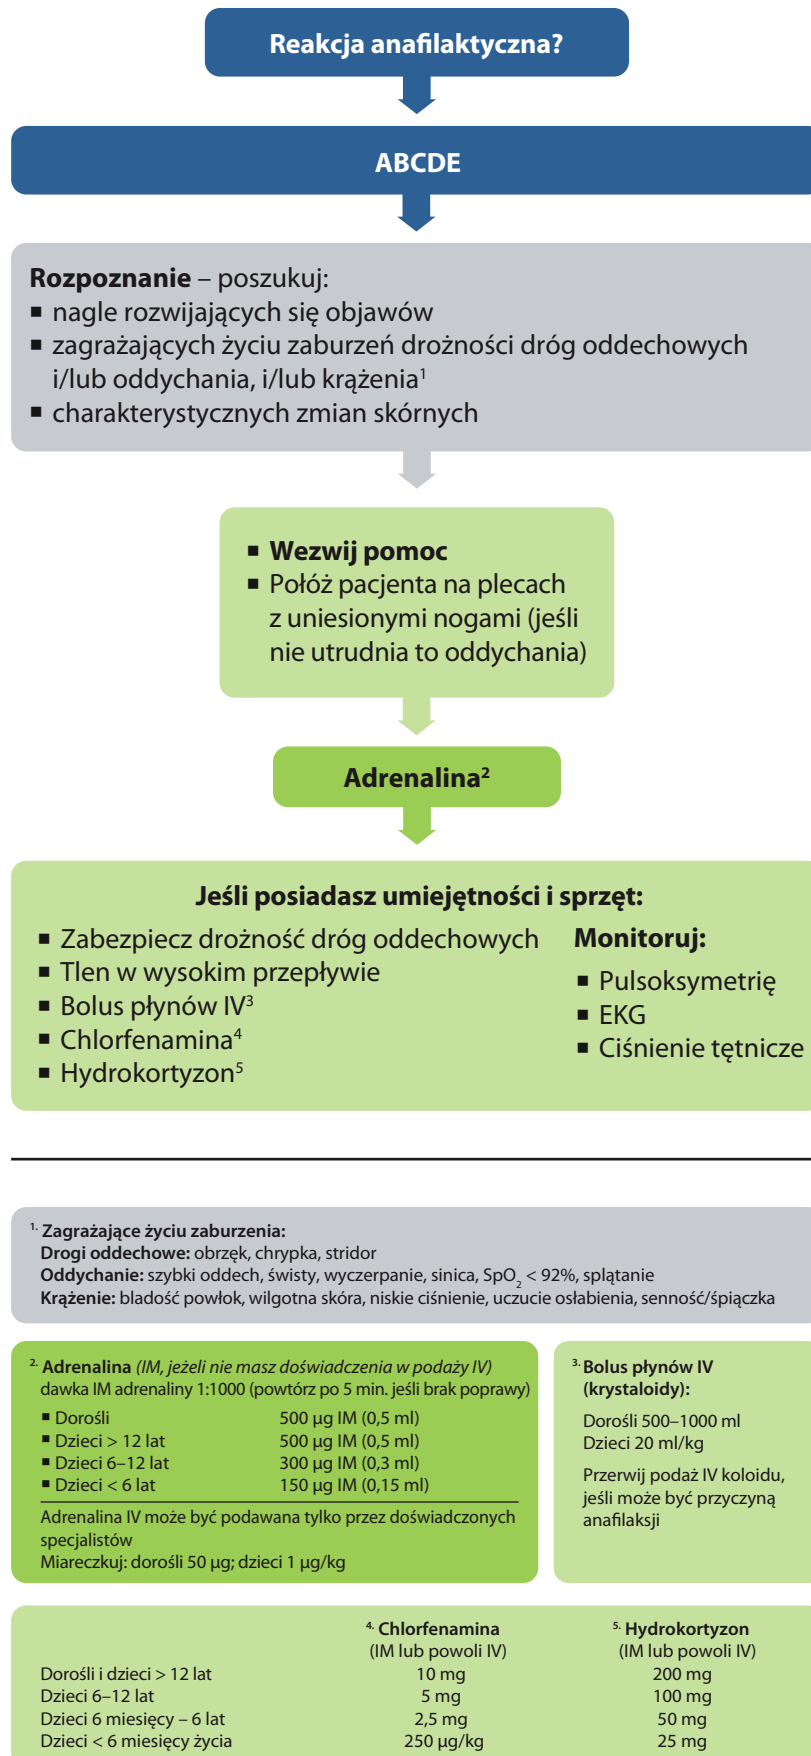 Reakcja anafilaktyczna?
ABCDE
Rozpoznanie – poszukuj:
▪ nagle rozwijających się objawów
▪ zagrażających życiu zaburzeń drożności dróg oddechowych
i/lub oddychania, i/lub krążenia¹
▪ charakterystycznych zmian skórnych
▪ Wezwij pomoc
▪ Połóż pacjenta na plecach
z uniesionymi nogami (jeśli
nie utrudnia to oddychania)
Adrenalina²
Jeśli posiadasz umiejętności i sprzęt:
▪ Zabezpiecz drożność dróg oddechowych
▪ Tlen w wysokim przepływie
▪ Bolus płynów IV³
▪ Chlorfenamina⁴
▪ Hydrokortyzon⁵
Monitoruj:
▪ Pulsoksymetrię
▪ EKG
▪ Ciśnienie tętnicze
¹. Zagrażające życiu zaburzenia:
Drogi oddechowe: obrzęk, chrypka, stridor
Oddychanie: szybki oddech, świsty, wyczerpanie, sinica, SpO₂ < 92%, splątanie
Krążenie: bladość powłok, wilgotna skóra, niskie ciśnienie, uczucie osłabienia, senność/śpiączka
². Adrenalina (IM, jeżeli nie masz doświadczenia w podaży IV)
dawka IM adrenaliny 1:1000 (powtórz po 5 min. jeśli brak poprawy)
▪ Dorośli 500 µg IM (0,5 ml)
▪ Dzieci > 12 lat 500 µg IM (0,5 ml)
▪ Dzieci 6–12 lat 300 µg IM (0,3 ml)
▪ Dzieci < 6 lat 150 µg IM (0,15 ml)
Adrenalina IV może być podawana tylko przez doświadczonych
specjalistów
Miareczkuj: dorośli 50 µg; dzieci 1 µg/kg
³. Bolus płynów IV
(krystaloidy):
Dorośli 500–1000 ml
Dzieci 20 ml/kg
Przerwij podaż IV koloidu,
jeśli może być przyczyną
anafilaksji
⁴. Chlorfenamina ⁵. Hydrokortyzon
(IM lub powoli IV) (IM lub powoli IV)
Dorośli i dzieci > 12 lat 10 mg 200 mg
Dzieci 6–12 lat 5 mg 100 mg
Dzieci 6 miesięcy – 6 lat 2,5 mg 50 mg
Dzieci < 6 miesięcy życia 250 µg/kg 25 mg